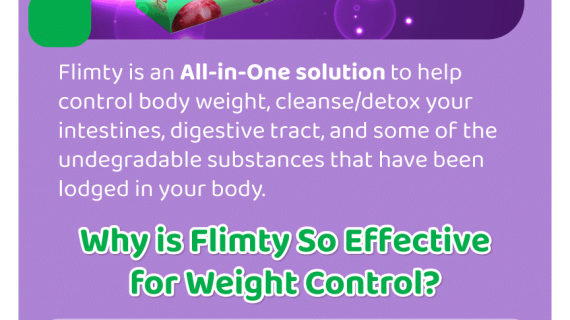 Flimty is an All-in-One solution to help
control body weight, cleanse/detox your
intestines, digestive tract, and some of the
undegradable substances that have been
lodged in your body.
Why is Flimty So Effective
for Weight Control?